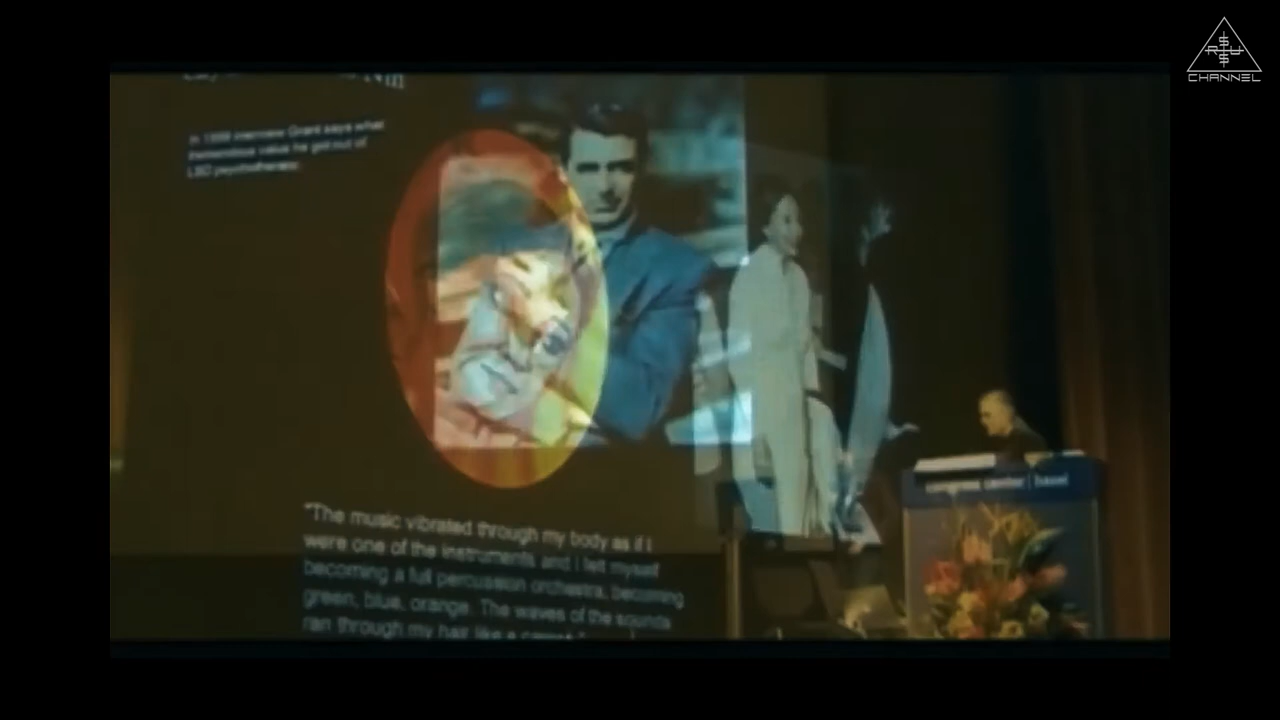 Nin
In 1959 interview Grant says what
tremendous value he got out of
LSD psychotherapy.
"The music vibrated through my body as if I
were one of the instruments and I felt myself
becoming a full percussion orchestra, becoming
green, blue, orange. The waves of the sounds
ran through my hair like a caress."
congress center | basel
R$U$$
CHANNEL